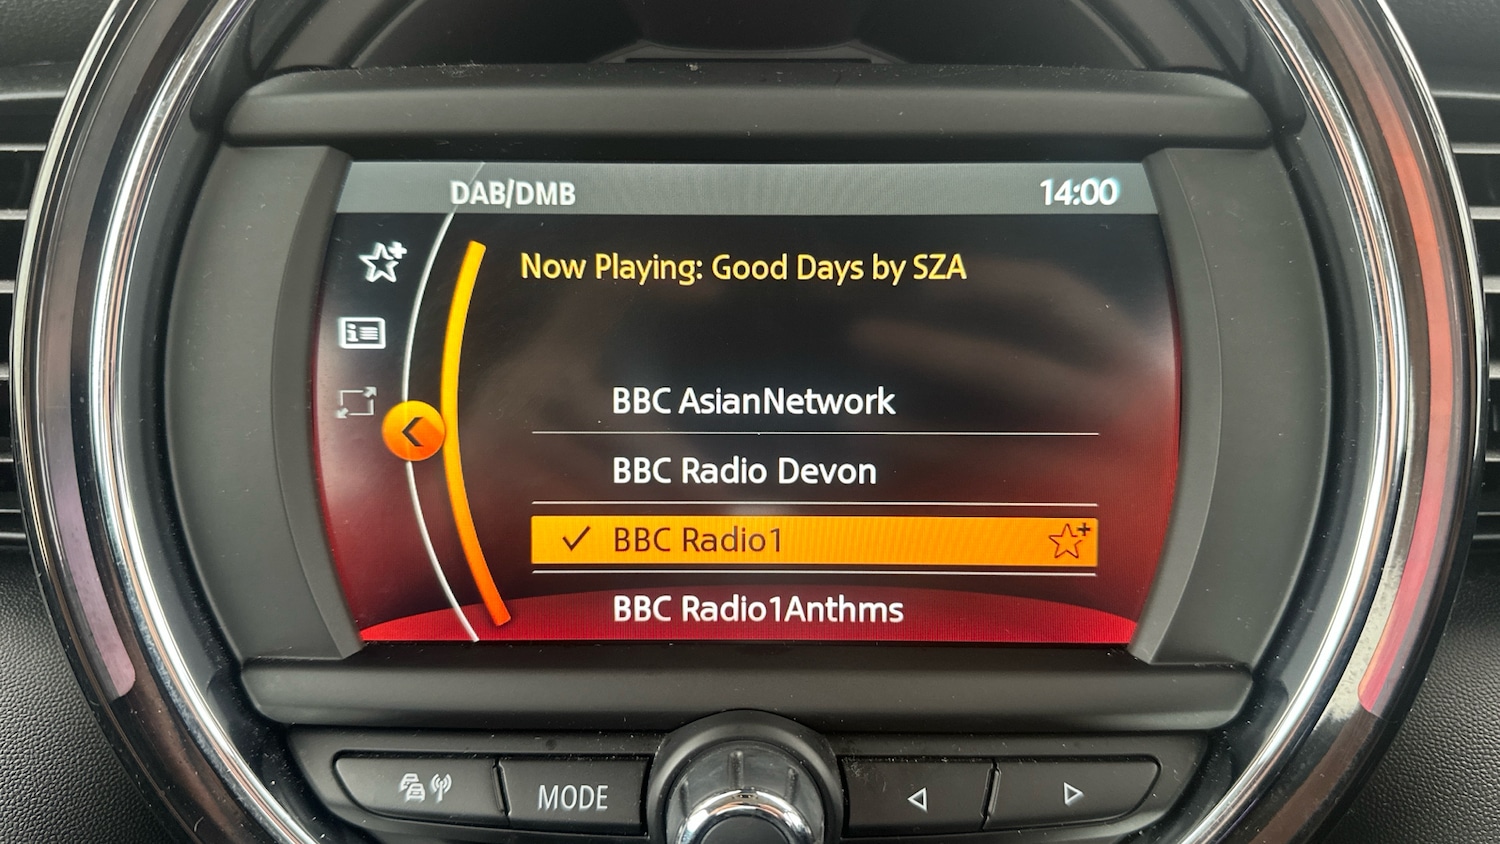 DAB/DMB 14:00
Now Playing: Good Days by SZA
BBC AsianNetwork
BBC Radio Devon
BBC Radio1
BBC Radio1Anthms
MODE